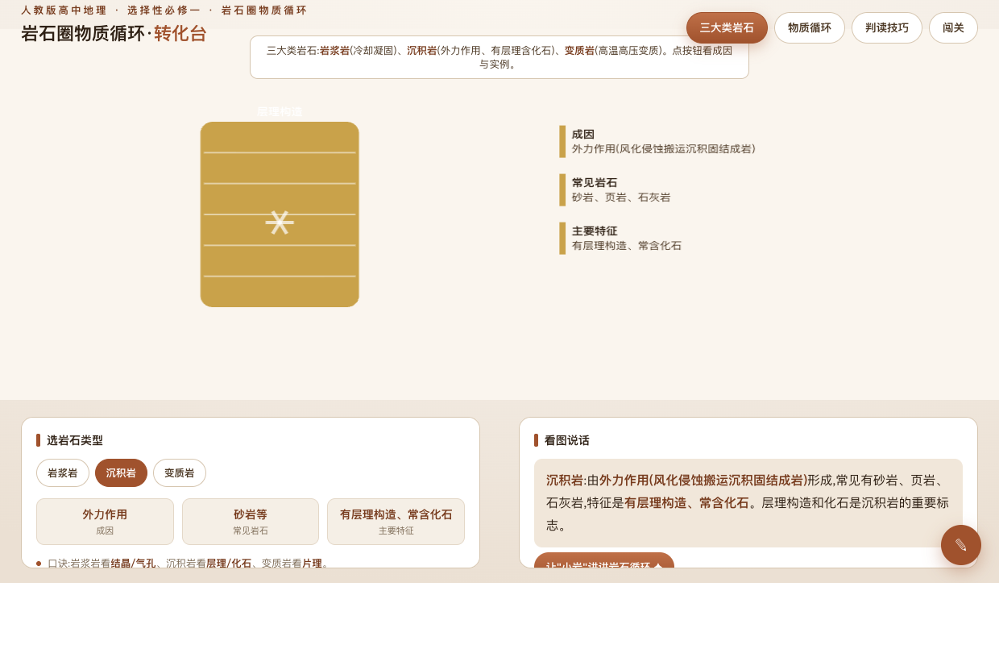 人教版高中地理 · 选择性必修一 · 岩石圈物质循环
岩石圈物质循环·转化台
三大类岩石
物质循环
判读技巧
闯关
三大类岩石:岩浆岩(冷却凝固)、沉积岩(外力作用、有层理含化石)、变质岩(高温高压变质)。点按钮看成因
与实例。
层理构造
成因
外力作用(风化侵蚀搬运沉积固结成岩)
常见岩石
砂岩、页岩、石灰岩
主要特征
有层理构造、常含化石
选岩石类型
岩浆岩
沉积岩
变质岩
外力作用
成因
砂岩等
常见岩石
有层理构造、常含化石
主要特征
口诀:岩浆岩看结晶/气孔、沉积岩看层理/化石、变质岩看片理。
看图说话
沉积岩:由外力作用(风化侵蚀搬运沉积固结成岩)形成,常见有砂岩、页岩、
石灰岩,特征是有层理构造、常含化石。层理构造和化石是沉积岩的重要标
志。
让"小岩"讲讲岩石循环 ✦